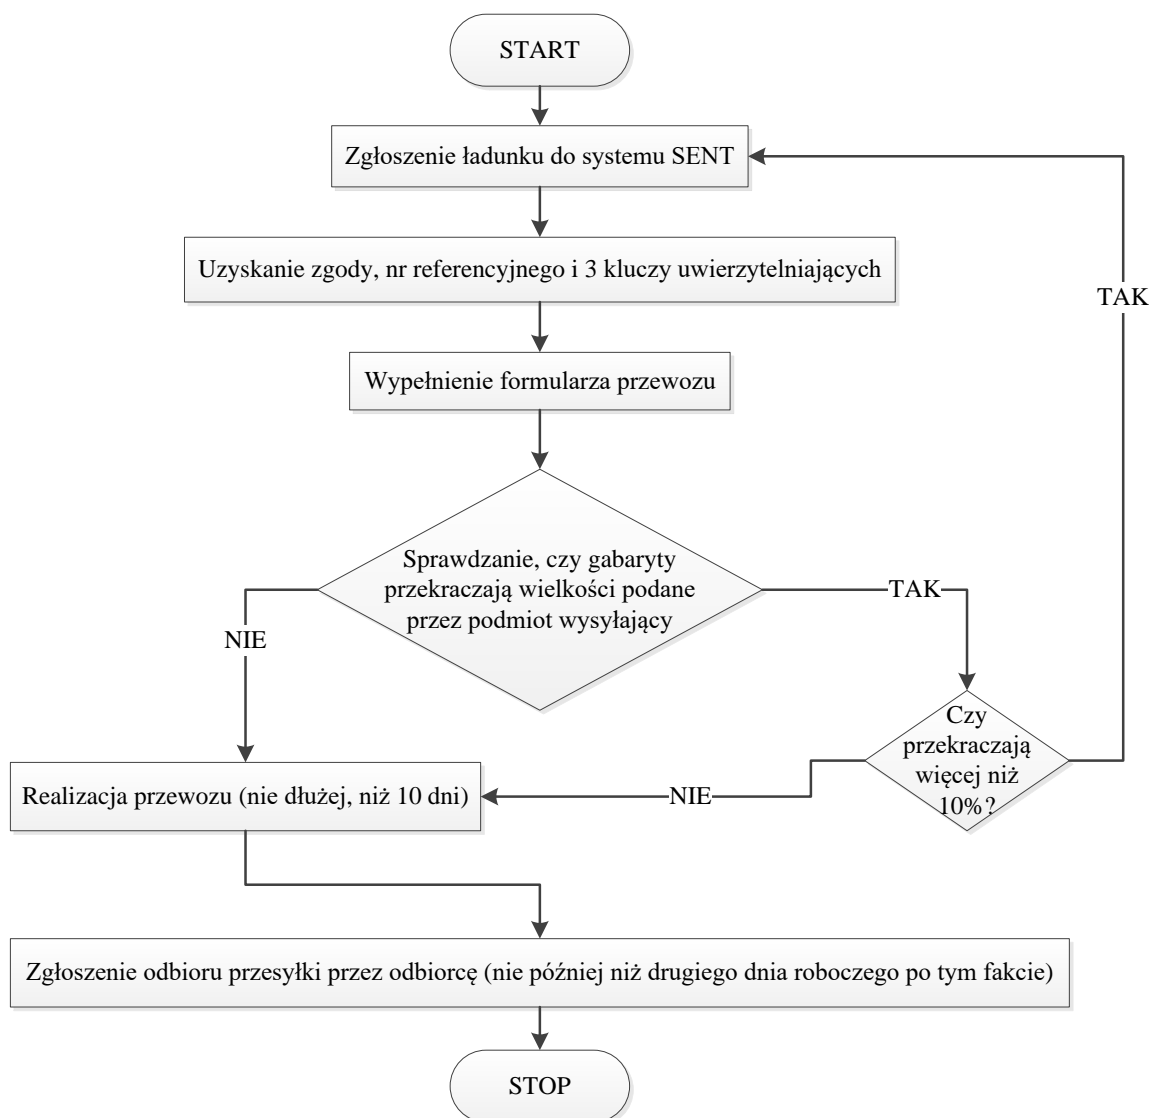 START
Zgłoszenie ładunku do systemu SENT
Uzyskanie zgody, nr referencyjnego i 3 kluczy uwierzytelniających
TAK
Wypełnienie formularza przewozu
Sprawdzanie, czy gabaryty
przekraczają wielkości podane
przez podmiot wysyłający
TAK
NIE
Czy
przekraczają
więcej niż
10%?
Realizacja przewozu (nie dłużej, niż 10 dni)
NIE
Zgłoszenie odbioru przesyłki przez odbiorcę (nie później niż drugiego dnia roboczego po tym fakcie)
STOP